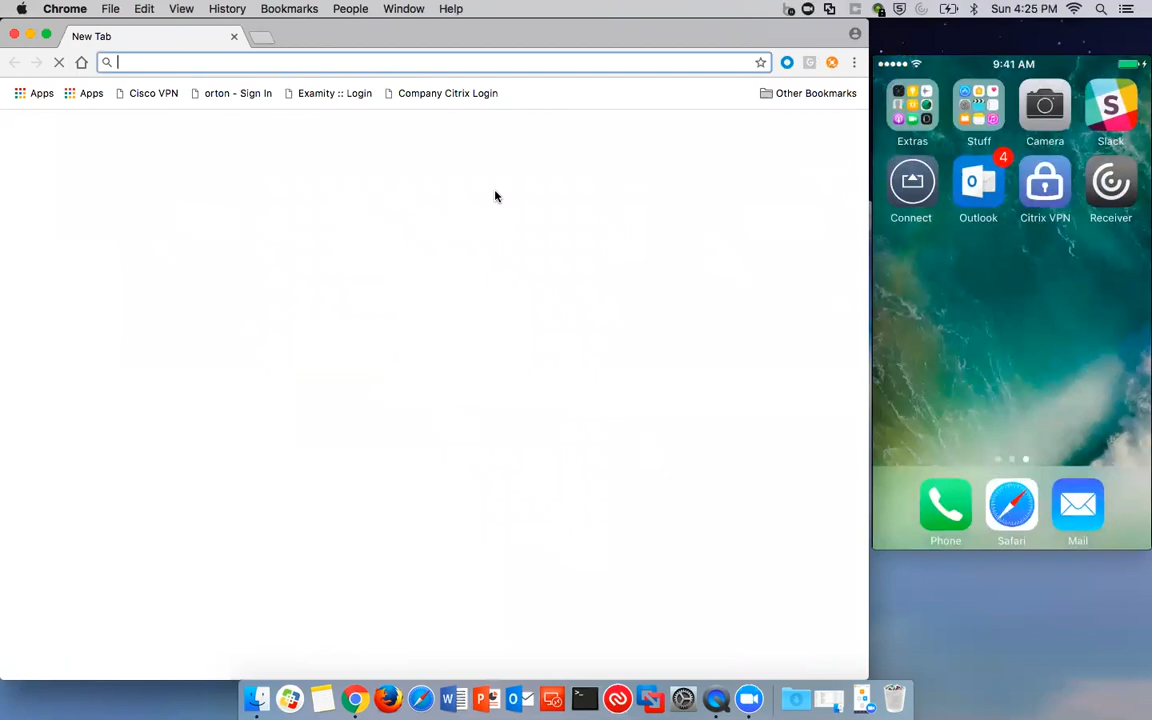 Chrome File Edit View History Bookmarks People Window Help
Sun 4:25 PM
New Tab
Apps Apps Cisco VPN orton - Sign In Examity :: Login Company Citrix Login Other Bookmarks
9:41 AM
Extras Stuff Camera Slack
4
Connect Outlook Citrix VPN Receiver
Phone Safari Mail